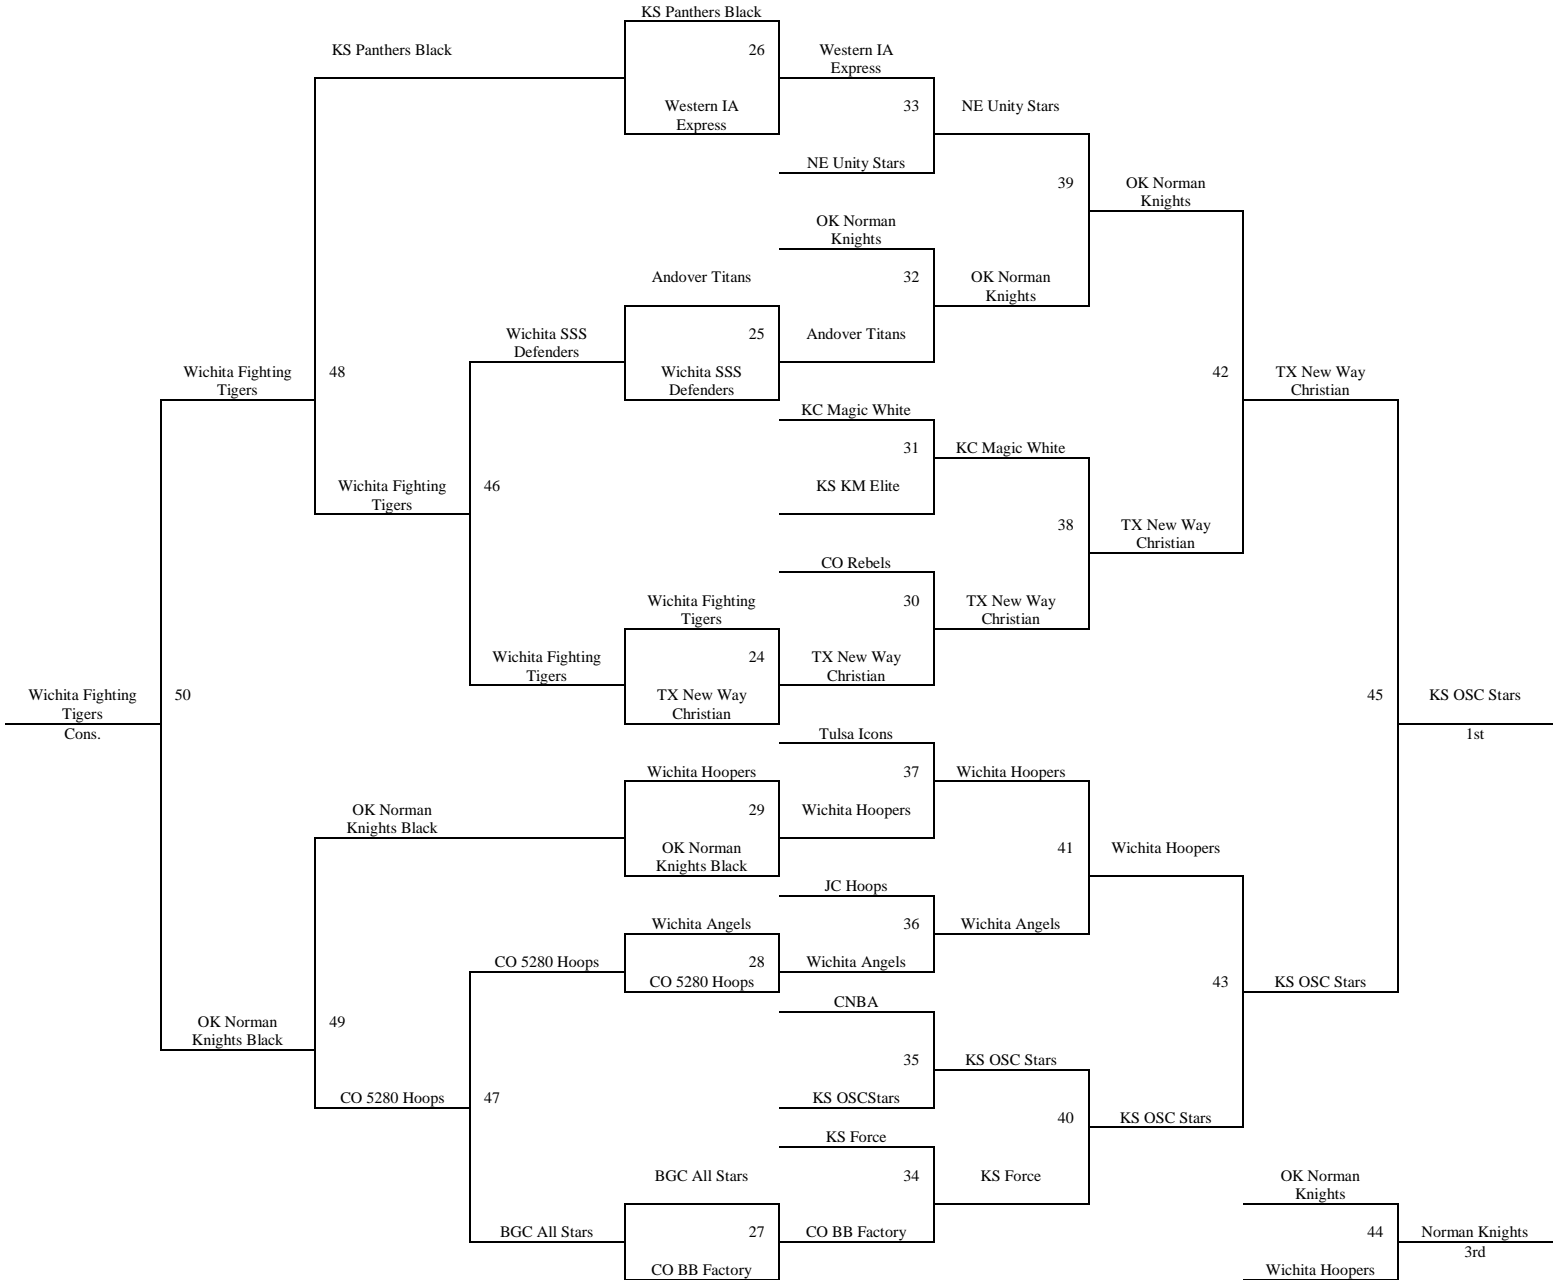 KS Panthers Black
KS Panthers Black
26
Western IA
Express
Western IA
Express
33
NE Unity Stars
NE Unity Stars
39
OK Norman
Knights
OK Norman
Knights
Andover Titans
32
OK Norman
Knights
Wichita SSS
Defenders
25
Andover Titans
Wichita Fighting
Tigers
48
Wichita SSS
Defenders
42
TX New Way
Christian
KC Magic White
31
KC Magic White
Wichita Fighting
Tigers
46
KS KM Elite
38
TX New Way
Christian
CO Rebels
Wichita Fighting
Tigers
30
TX New Way
Christian
Wichita Fighting
Tigers
24
TX New Way
Christian
Wichita Fighting
Tigers
Cons.
50
TX New Way
Christian
45
KS OSC Stars
1st
Tulsa Icons
Wichita Hoopers
37
Wichita Hoopers
OK Norman
Knights Black
29
Wichita Hoopers
OK Norman
Knights Black
41
Wichita Hoopers
JC Hoops
Wichita Angels
36
Wichita Angels
CO 5280 Hoops
28
Wichita Angels
CO 5280 Hoops
43
KS OSC Stars
CNBA
OK Norman
Knights Black
49
35
KS OSC Stars
CO 5280 Hoops
47
KS OSCStars
40
KS OSC Stars
KS Force
BGC All Stars
34
KS Force
OK Norman
Knights
BGC All Stars
27
CO BB Factory
44
Norman Knights
3rd
CO BB Factory
Wichita Hoopers